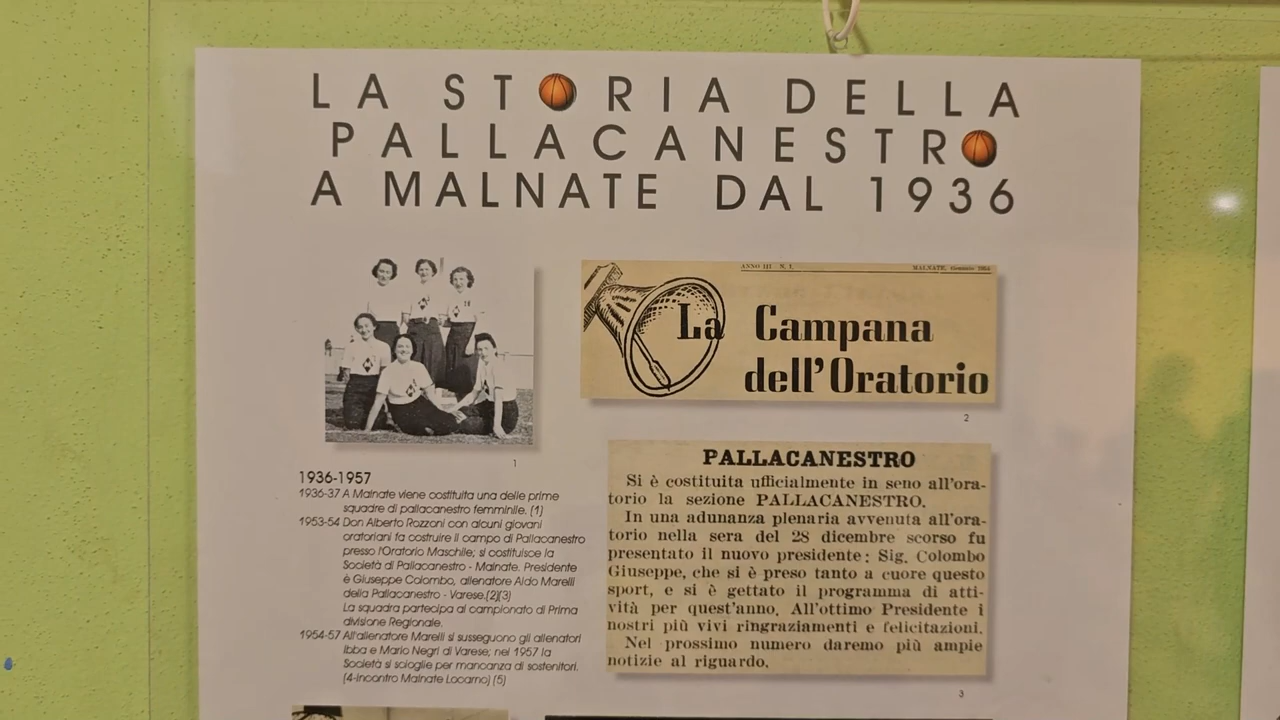 LA STORIA DELLA
PALLACANESTRO
A MALNATE DAL 1936
ANNO III - N. 1.
MALNATE, Gennaio 1954
La Campana
dell'Oratorio
1
2
1936-1957
1936-37 A Malnate viene costituita una delle prime
squadre di pallacanestro femminile. (1)
1953-54 Don Alberto Rozzoni con alcuni giovani
oratoriani fa costruire il campo di Pallacanestro
presso l'Oratorio Maschile; si costituisce la
Società di Pallacanestro - Malnate. Presidente
è Giuseppe Colombo, allenatore Aldo Marelli
della Pallacanestro - Varese.(2)(3)
La squadra partecipa al campionato di Prima
divisione Regionale.
1954-57 All'allenatore Marelli si susseguono gli allenatori
Ibba e Mario Negri di Varese; nel 1957 la
Società si scioglie per mancanza di sostenitori.
(4-incontro Malnate Locarno) (5)
PALLACANESTRO
Si è costituita ufficialmente in seno all'ora-
torio la sezione PALLACANESTRO.
In una adunanza plenaria avvenuta all'ora-
torio nella sera del 28 dicembre scorso fu
presentato il nuovo presidente: Sig. Colombo
Giuseppe, che si è preso tanto a cuore questo
sport, e si è gettato il programma di atti-
vità per quest'anno. All'ottimo Presidente i
nostri più vivi ringraziamenti e felicitazioni.
Nel prossimo numero daremo più ampie
notizie al riguardo.
3